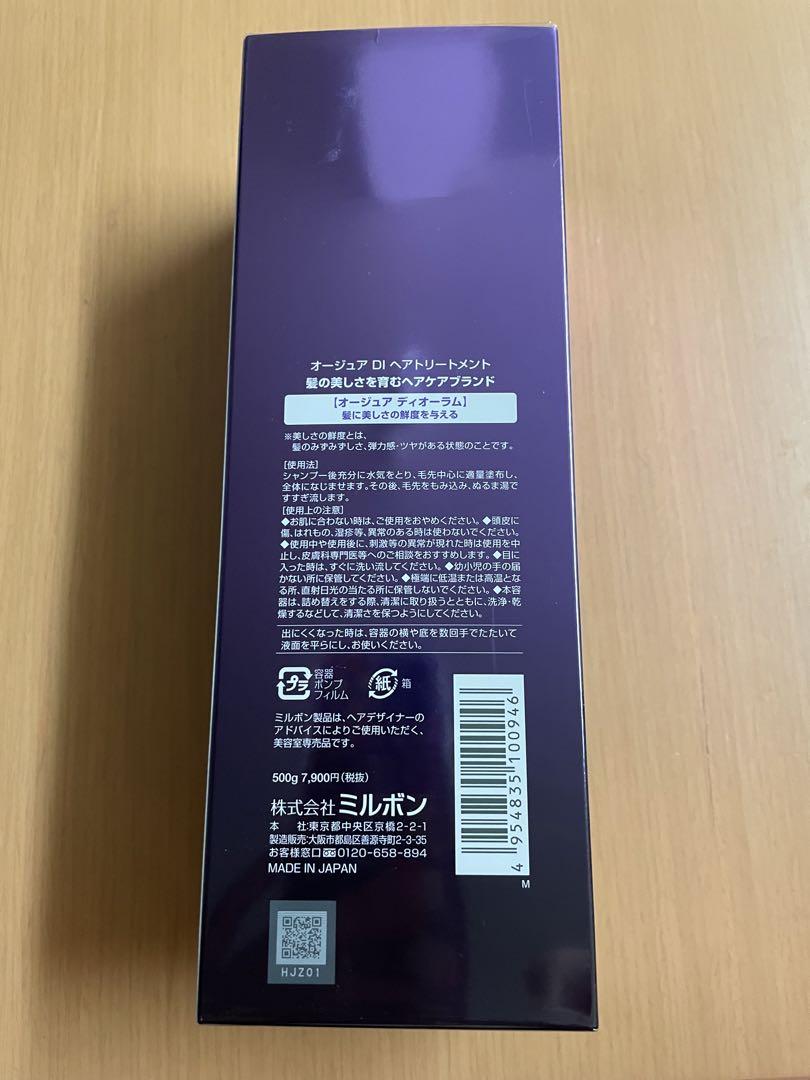 オージュア DI ヘアトリートメント
髪の美しさを育むヘアケアブランド
【オージュア ディオーラム】
髪に美しさの鮮度を与える
※美しさの鮮度とは、
髪のみずみずしさ、弾力感・ツヤがある状態のことです。
[使用法]
シャンプー後充分に水気をとり、毛先中心に適量塗布し、
全体になじませます。その後、毛先をもみ込み、ぬるま湯で
すすぎ流します。
[使用上の注意]
◆お肌に合わない時は、ご使用をおやめください。◆頭皮に
傷、はれもの、湿疹等、異常のある時は使わないでください。
◆使用中や使用後に、刺激等の異常が現れた時は使用を中
止し、皮膚科専門医等へのご相談をおすすめします。◆目に
入った時は、すぐに洗い流してください。◆幼小児の手の届
かない所に保管してください。◆極端に低温または高温とな
る所、直射日光の当たる所に保管しないでください。◆本容
器は、詰め替えをする際、清潔に取り扱うとともに、洗浄・乾
燥するなどして、清潔さを保つようにしてください。
出にくくなった時は、容器の横や底を数回手でたたいて
液面を平らにし、お使いください。
プラ 容器
ポンプ
フィルム
紙 箱
ミルボン製品は、ヘアデザイナーの
アドバイスによりご使用いただく、
美容室専売品です。
500g 7,900円(税抜)
株式会社 ミルボン
本 社:東京都中央区京橋2-2-1
製造販売:大阪市都島区善源寺町2-3-35
お客様窓口 0120-658-894
MADE IN JAPAN
4954835100946
M
HJZ01